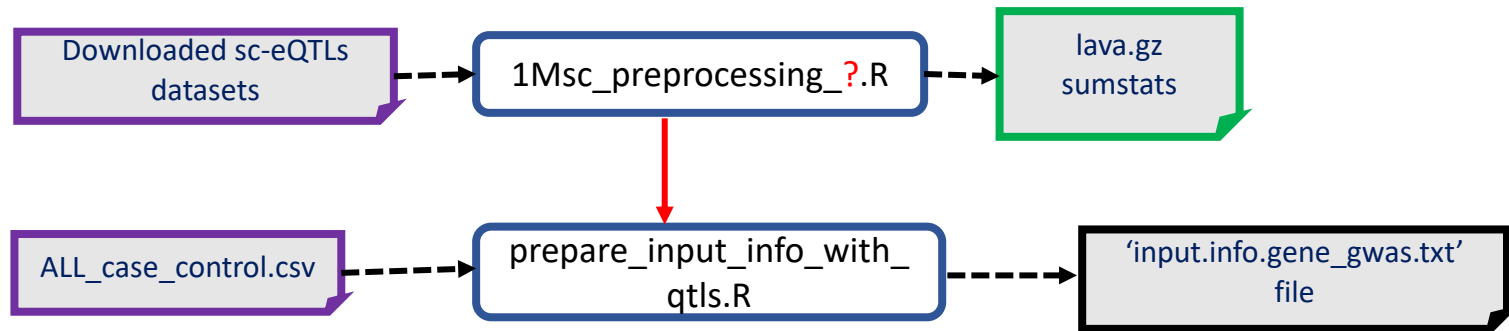 Downloaded sc-eQTLs
datasets
1Msc_preprocessing_?.R
lava.gz
sumstats
ALL_case_control.csv
prepare_input_info_with_
qtls.R
‘input.info.gene_gwas.txt’
file